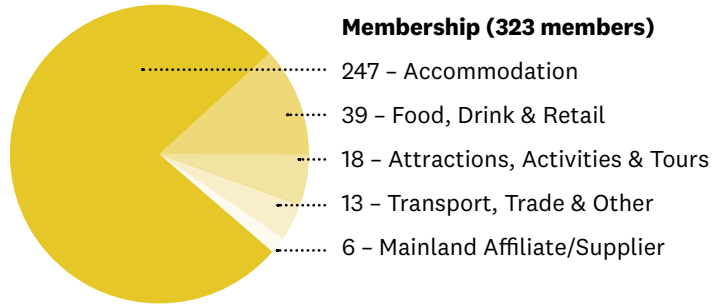 Membership (323 members)
247 – Accommodation
39 – Food, Drink & Retail
18 – Attractions, Activities & Tours
13 – Transport, Trade & Other
6 – Mainland Affiliate/Supplier